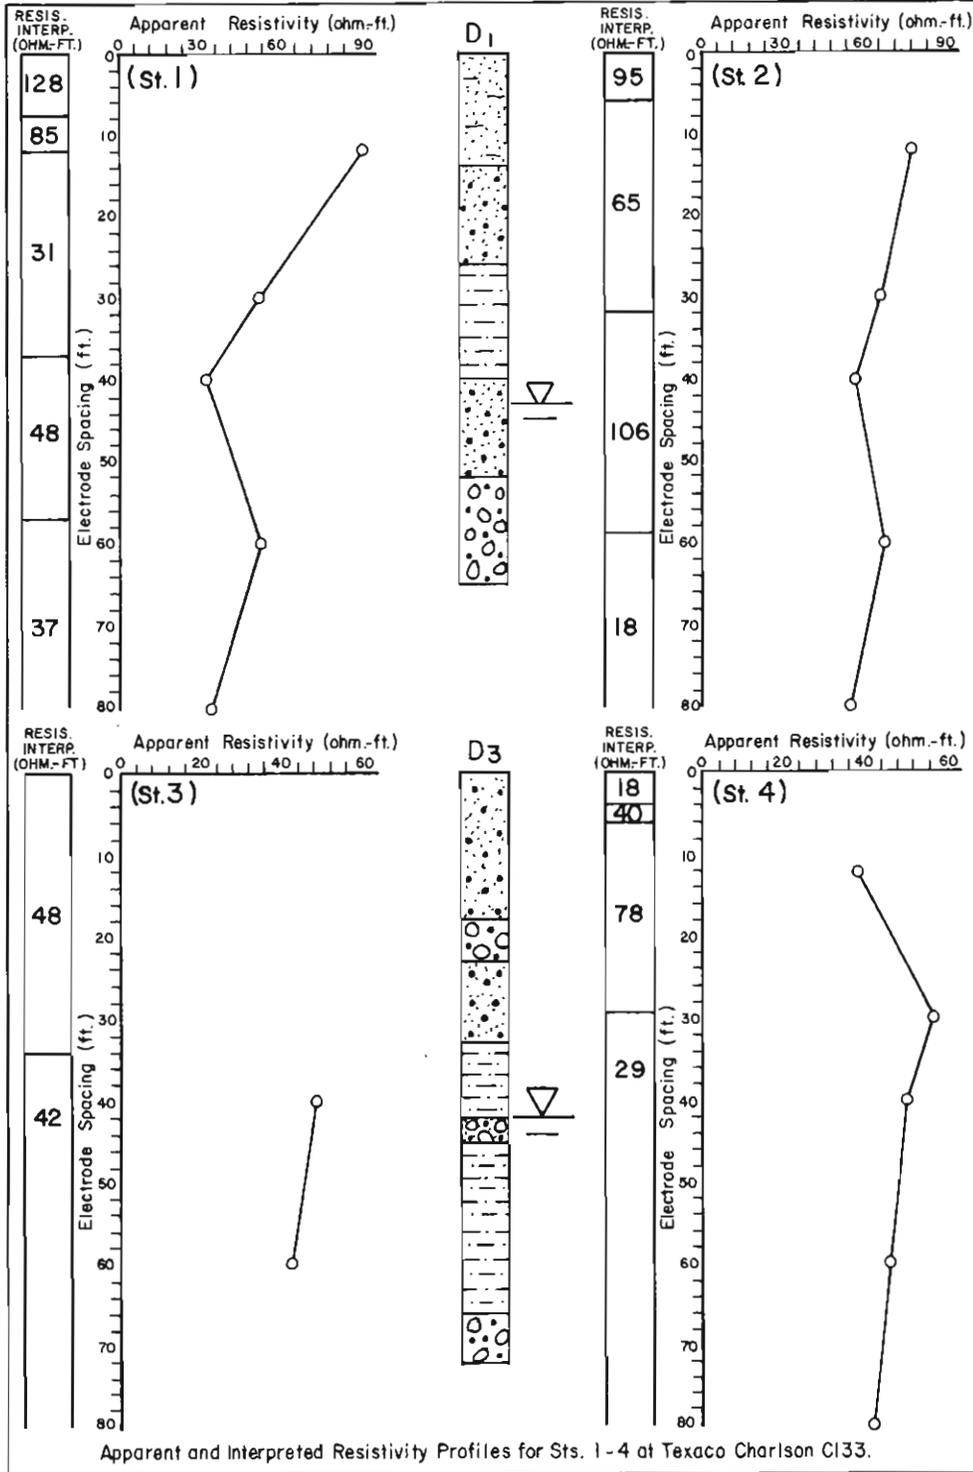 RESIS.
INTERP.
(OHM.-FT.)
Apparent Resistivity (ohm.-ft.)
0 30 60 90
128
85
31
48
37
(St. 1)
Electrode Spacing (ft.)
0
10
20
30
40
50
60
70
80
D1
RESIS.
INTERP.
(OHM.-FT.)
Apparent Resistivity (ohm.-ft.)
0 30 60 90
95
65
106
18
(St. 2)
Electrode Spacing (ft.)
0
10
20
30
40
50
60
70
80
RESIS.
INTERP.
(OHM.-FT)
Apparent Resistivity (ohm.-ft.)
0 20 40 60
48
42
(St.3)
Electrode Spacing (ft.)
0
10
20
30
40
50
60
70
80
D3
RESIS.
INTERP.
(OHM.-FT.)
Apparent Resistivity (ohm.-ft.)
0 20 40 60
18
40
78
29
(St. 4)
Electrode Spacing (ft.)
0
10
20
30
40
50
60
70
80
Apparent and Interpreted Resistivity Profiles for Sts. 1-4 at Texaco Charlson C133.